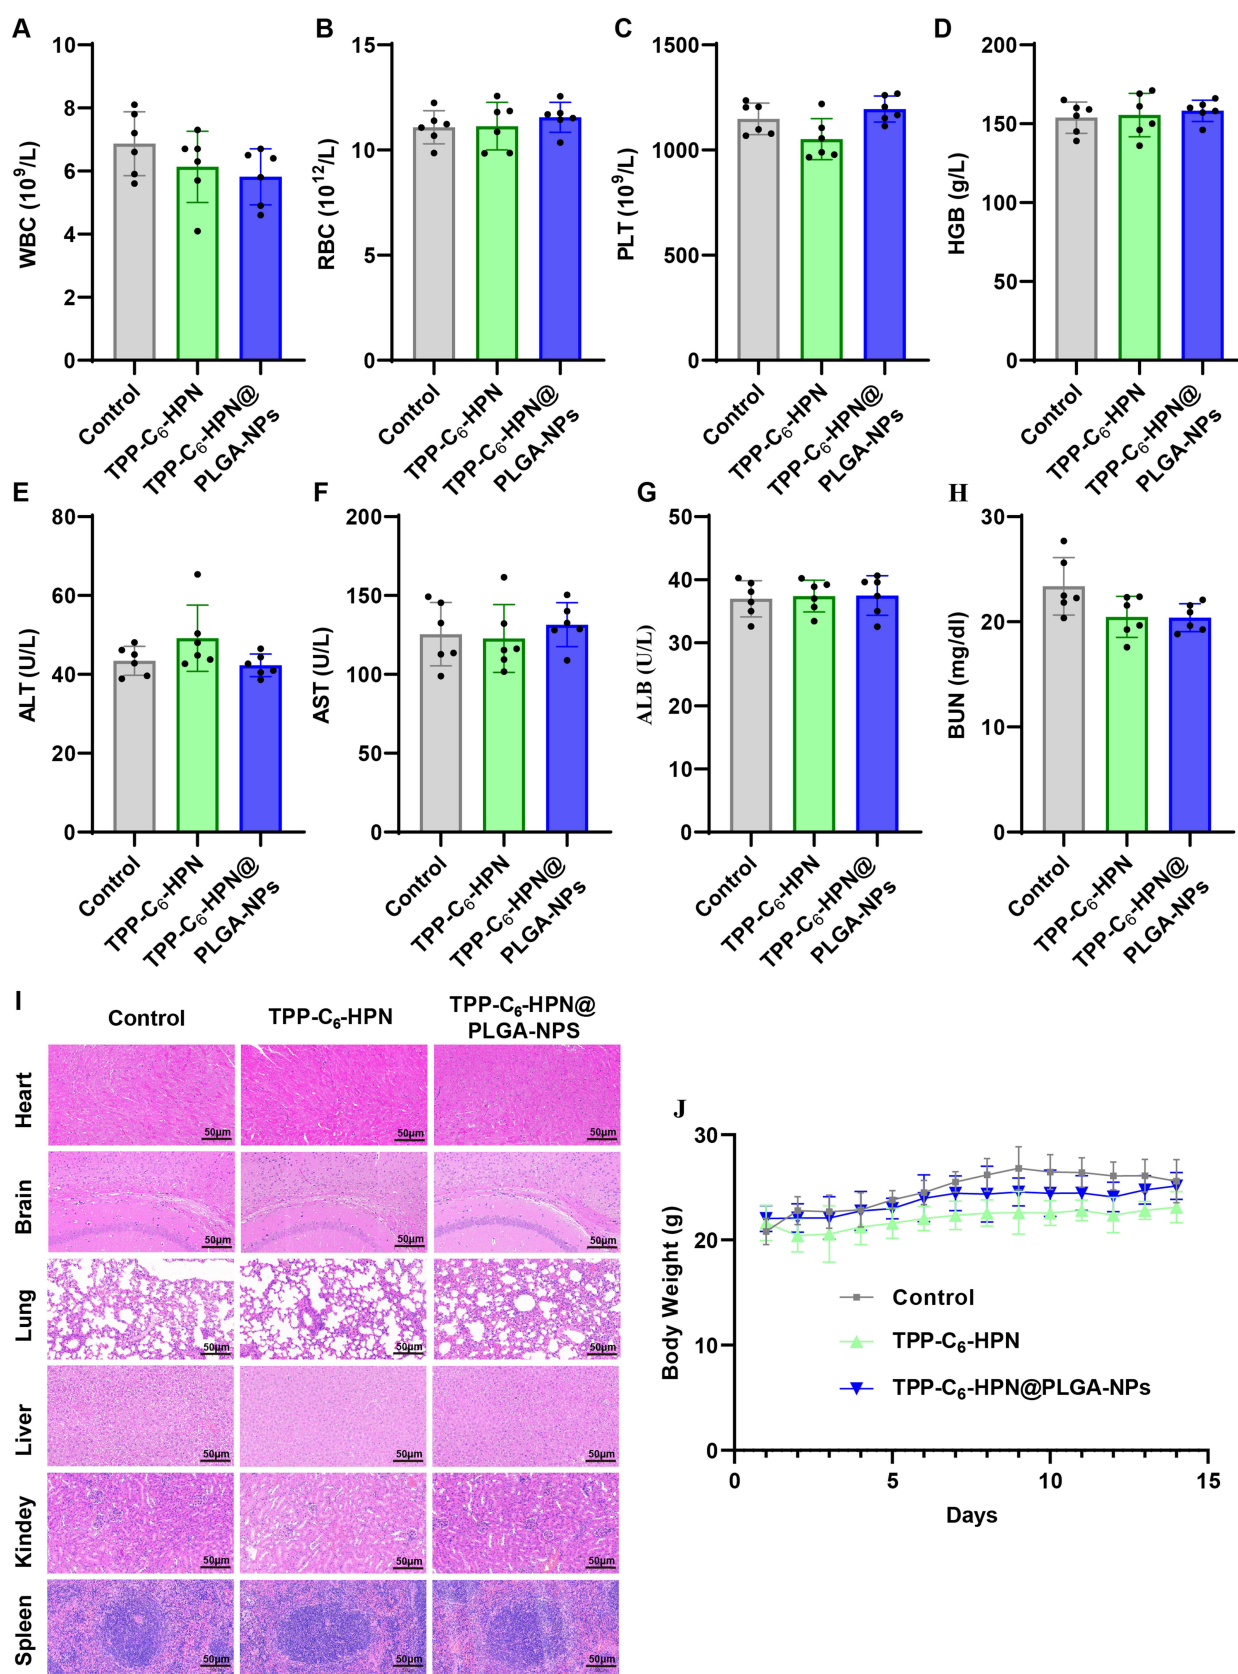 A
WBC (10⁹/L)
10
8
6
4
2
0
Control
TPP-C₆-HPN
TPP-C₆-HPN@
PLGA-NPs
B
RBC (10¹²/L)
15
10
5
0
Control
TPP-C₆-HPN
TPP-C₆-HPN@
PLGA-NPs
C
PLT (10⁹/L)
1500
1000
500
0
Control
TPP-C₆-HPN
TPP-C₆-HPN@
PLGA-NPs
D
HGB (g/L)
200
150
100
50
0
Control
TPP-C₆-HPN
TPP-C₆-HPN@
PLGA-NPs
E
ALT (U/L)
80
60
40
20
0
Control
TPP-C₆-HPN
TPP-C₆-HPN@
PLGA-NPs
F
AST (U/L)
200
150
100
50
0
Control
TPP-C₆-HPN
TPP-C₆-HPN@
PLGA-NPs
G
ALB (U/L)
50
40
30
20
10
0
Control
TPP-C₆-HPN
TPP-C₆-HPN@
PLGA-NPs
H
BUN (mg/dl)
30
20
10
0
Control
TPP-C₆-HPN
TPP-C₆-HPN@
PLGA-NPs
I
Control
TPP-C₆-HPN
TPP-C₆-HPN@
PLGA-NPS
Heart
50μm
50μm
50μm
Brain
50μm
50μm
50μm
Lung
50μm
50μm
50μm
Liver
50μm
50μm
50μm
Kindey
50μm
50μm
50μm
Spleen
50μm
50μm
50μm
J
Body Weight (g)
30
20
10
0
Control
TPP-C₆-HPN
TPP-C₆-HPN@PLGA-NPs
0
5
10
15
Days